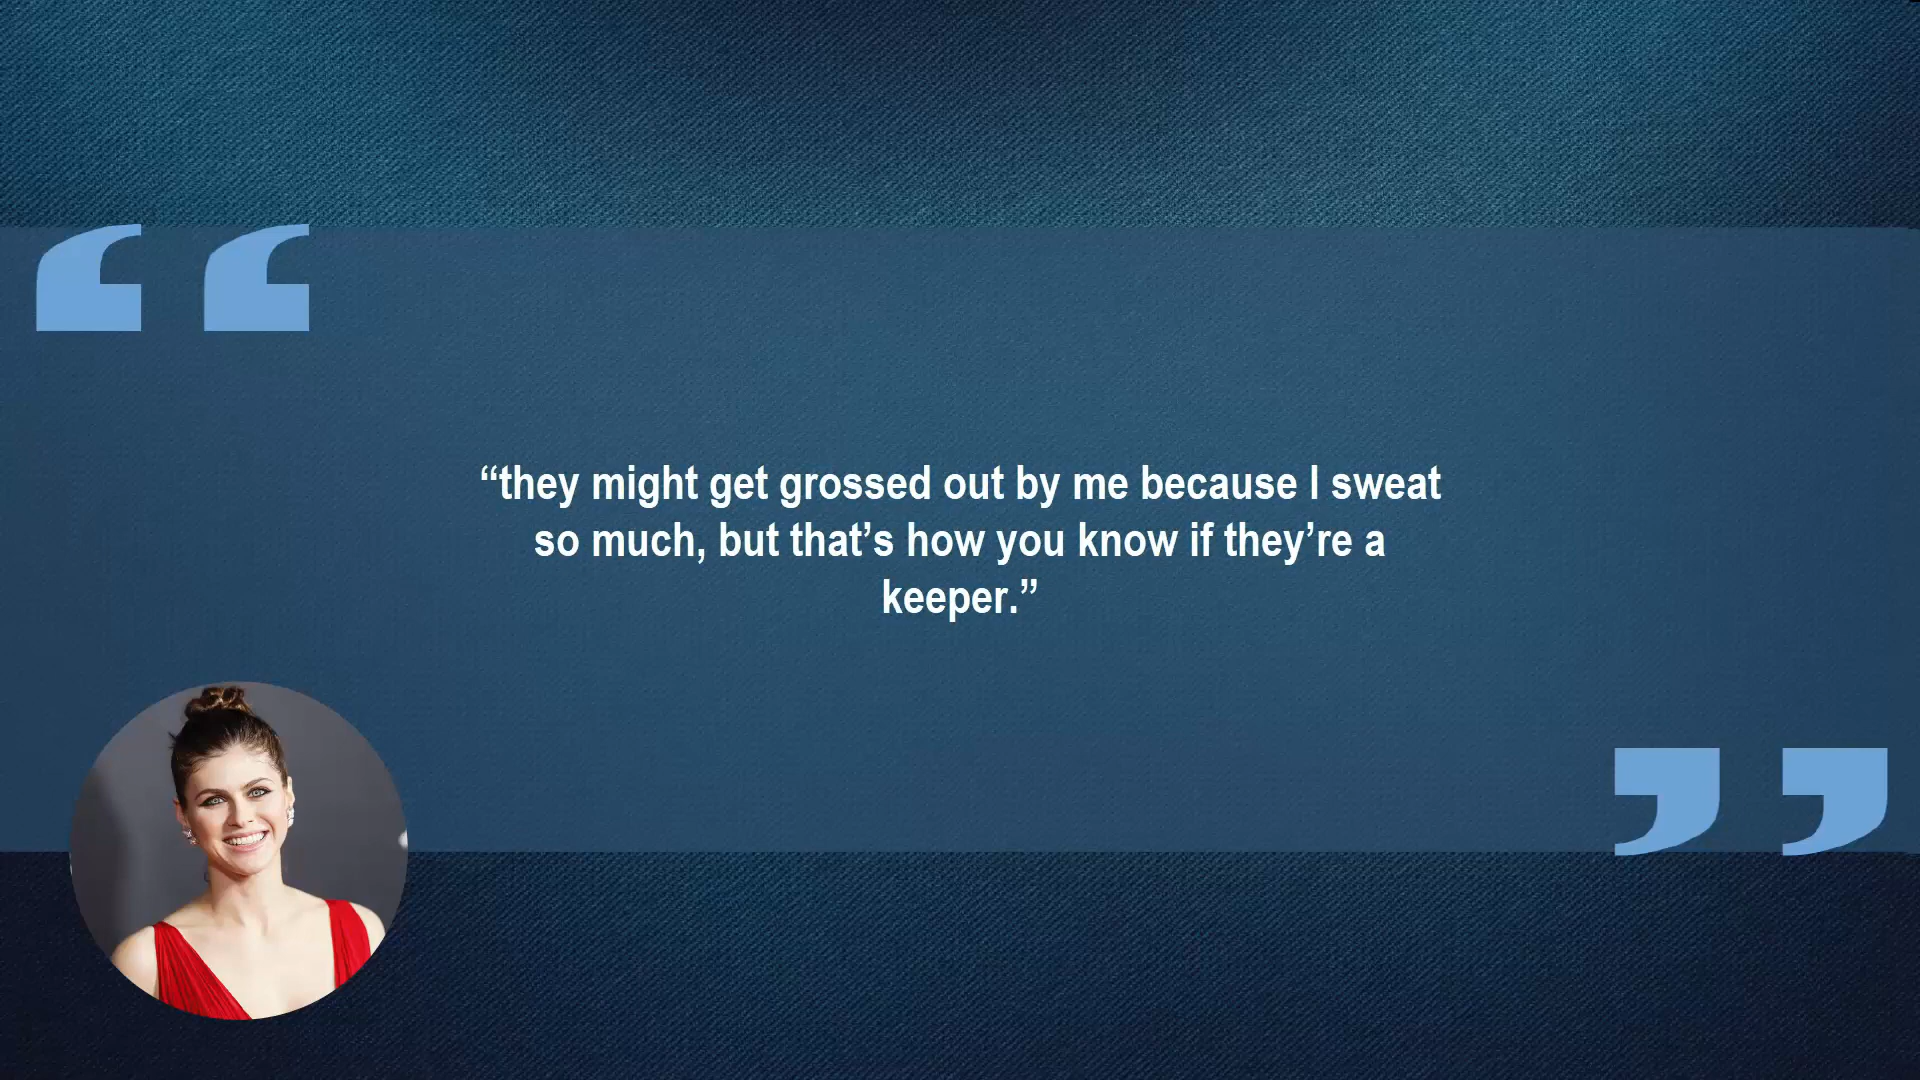 “they might get grossed out by me because I sweat
so much, but that’s how you know if they’re a
keeper.”